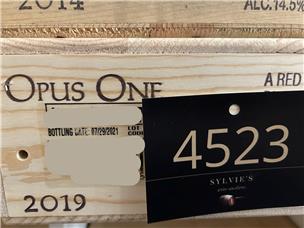 2014
ALC.14.5%
OPUS ONE
A RED
BOTTLING DATE: 07/29/2021
LOT
4523
SYLVIE'S
2019